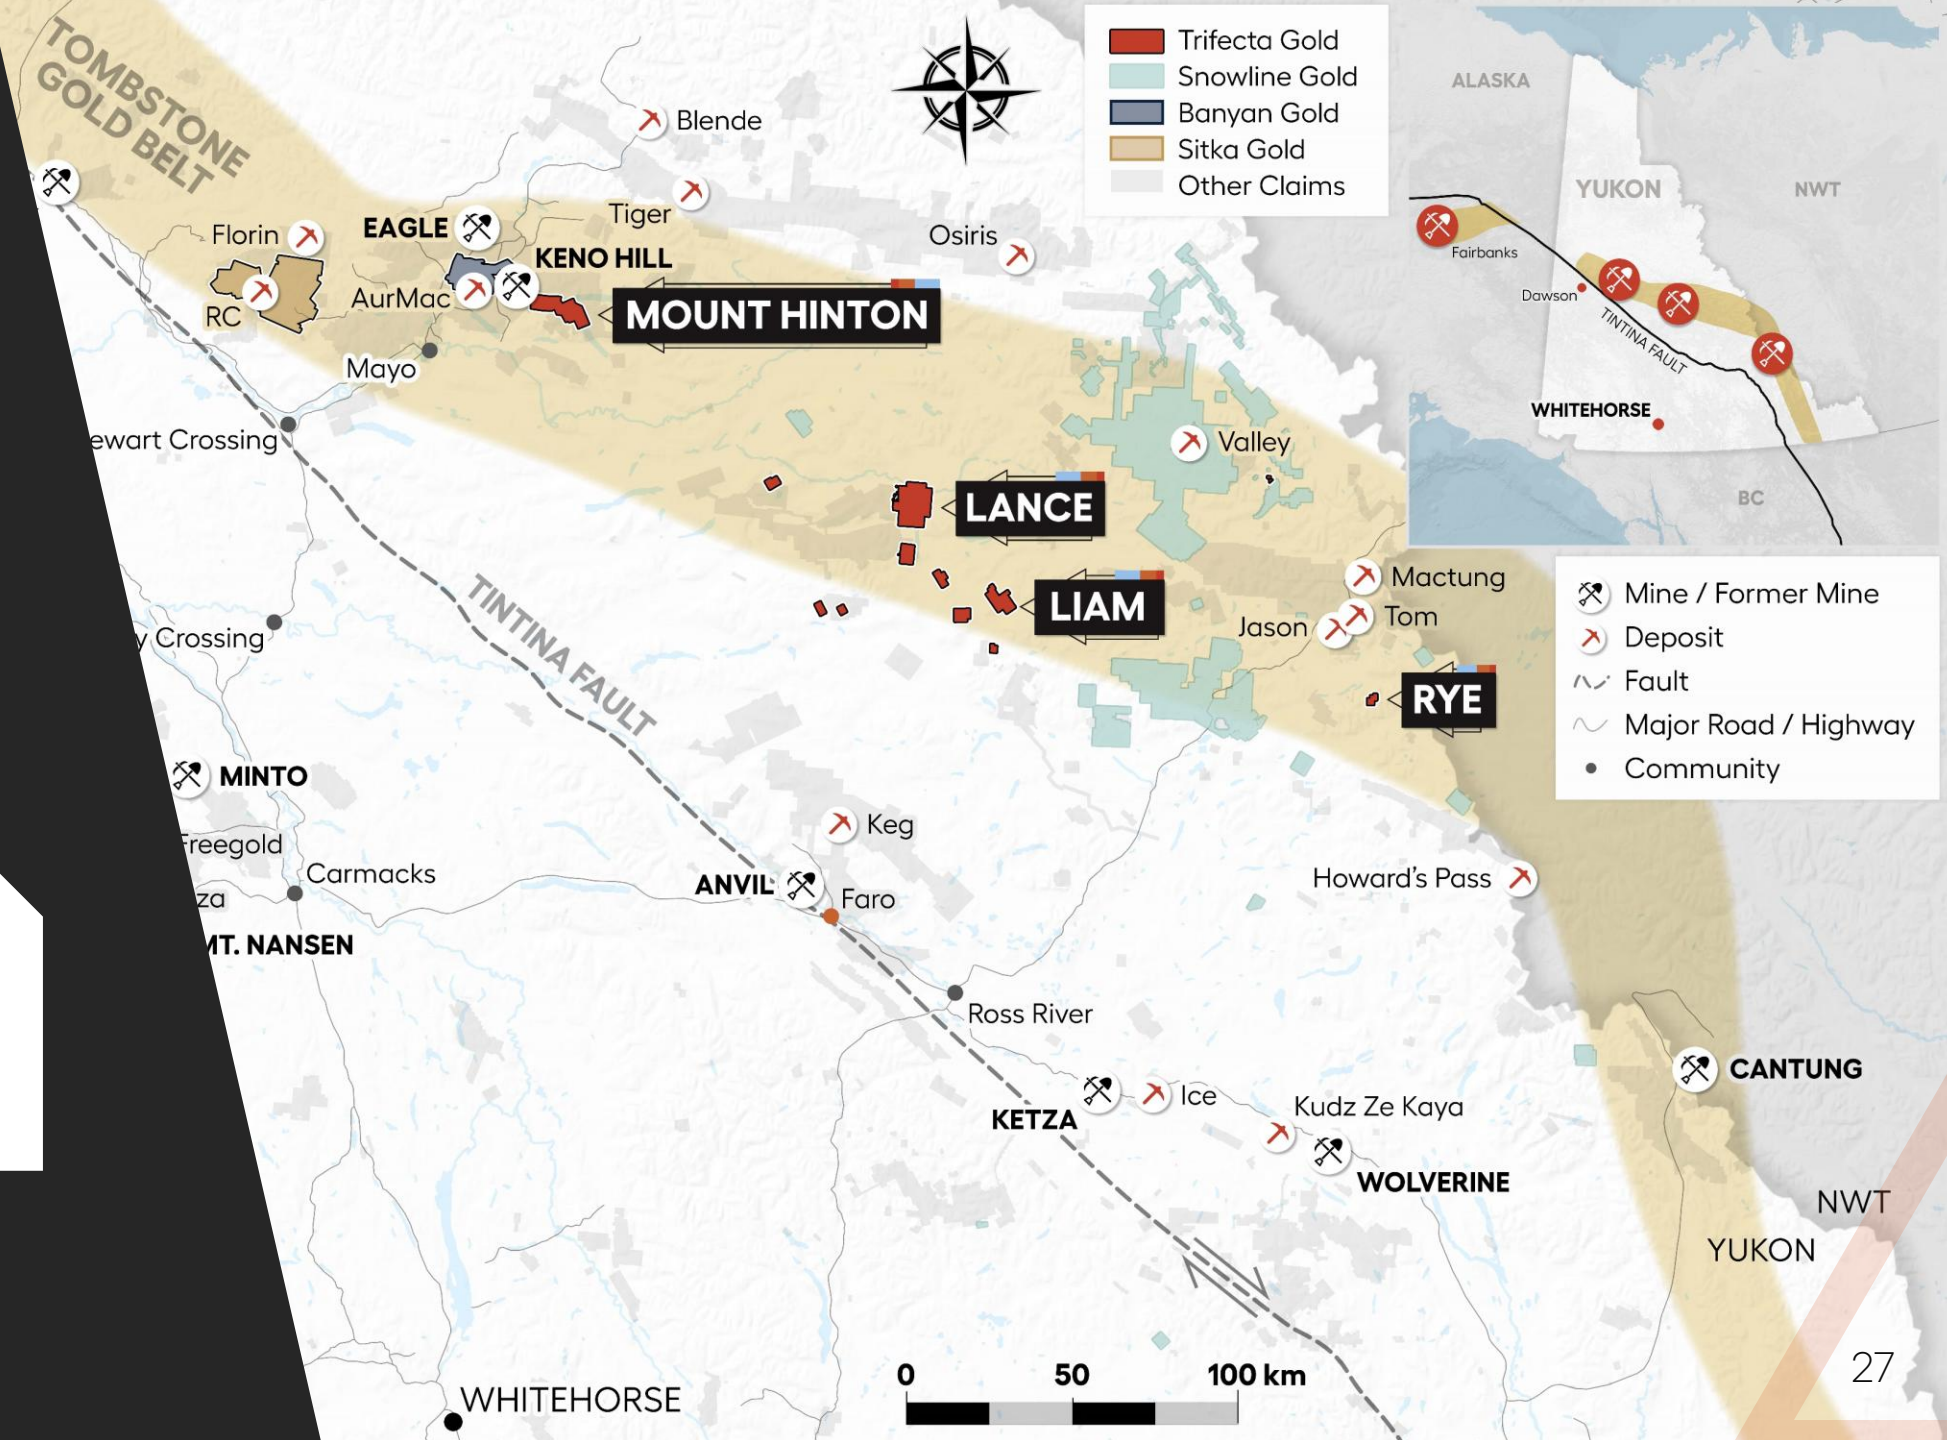 TOMBSTONE
GOLD BELT
Blende
Tiger
Florin
EAGLE
KENO HILL
Osiris
RC
AurMac
MOUNT HINTON
Mayo
ewart Crossing
Valley
LANCE
LIAM
Mactung
Tom
Jason
RYE
y Crossing
TINTINA FAULT
MINTO
Freegold
Carmacks
za
MT. NANSEN
Keg
ANVIL
Faro
Howard's Pass
Ross River
KETZA
Ice
Kudz Ze Kaya
WOLVERINE
CANTUNG
NWT
YUKON
WHITEHORSE
0 50 100 km
27
Trifecta Gold
Snowline Gold
Banyan Gold
Sitka Gold
Other Claims
ALASKA
YUKON
NWT
Fairbanks
Dawson
TINTINA FAULT
WHITEHORSE
BC
Mine / Former Mine
Deposit
Fault
Major Road / Highway
Community